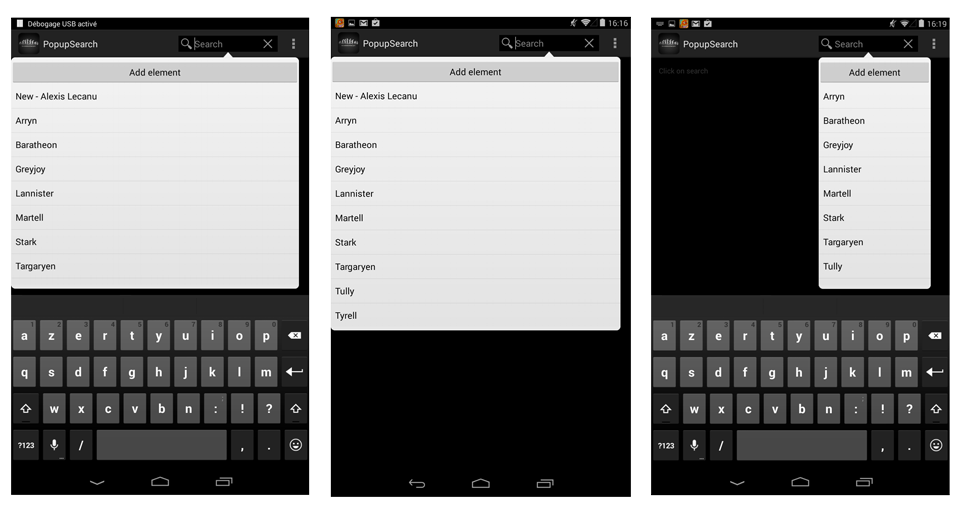 Débogage USB activé
PopupSearch
Search
Add element
New - Alexis Lecanu
Arryn
Baratheon
Greyjoy
Lannister
Martell
Stark
Targaryen
1 2 3 4 5 6 7 8 9 0
a z e r t y u i o p
q s d f g h j k l m
w x c v b n : ! ?
?123 / , .
16:16
PopupSearch
Search
Add element
New - Alexis Lecanu
Arryn
Baratheon
Greyjoy
Lannister
Martell
Stark
Targaryen
Tully
Tyrell
16:19
PopupSearch
Search
Click on search
Add element
Arryn
Baratheon
Greyjoy
Lannister
Martell
Stark
Targaryen
Tully
1 2 3 4 5 6 7 8 9 0
a z e r t y u i o p
q s d f g h j k l m
w x c v b n : ! ?
?123 / , .